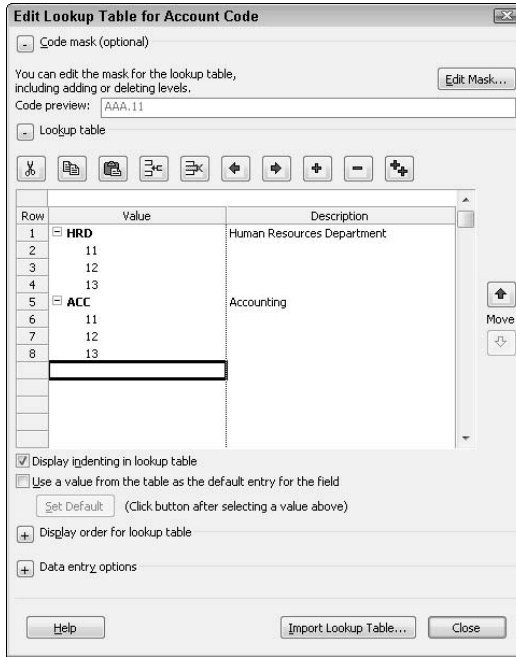 Edit Lookup Table for Account Code
- Code mask (optional)
You can edit the mask for the lookup table,
including adding or deleting levels.
Edit Mask...
Code preview: AAA.11
- Lookup table
Row Value Description
1 HRD Human Resources Department
2 11
3 12
4 13
5 ACC Accounting
6 11
7 12
8 13
Move
Display indenting in lookup table
Use a value from the table as the default entry for the field
Set Default (Click button after selecting a value above)
+ Display order for lookup table
+ Data entry options
Help Import Lookup Table... Close